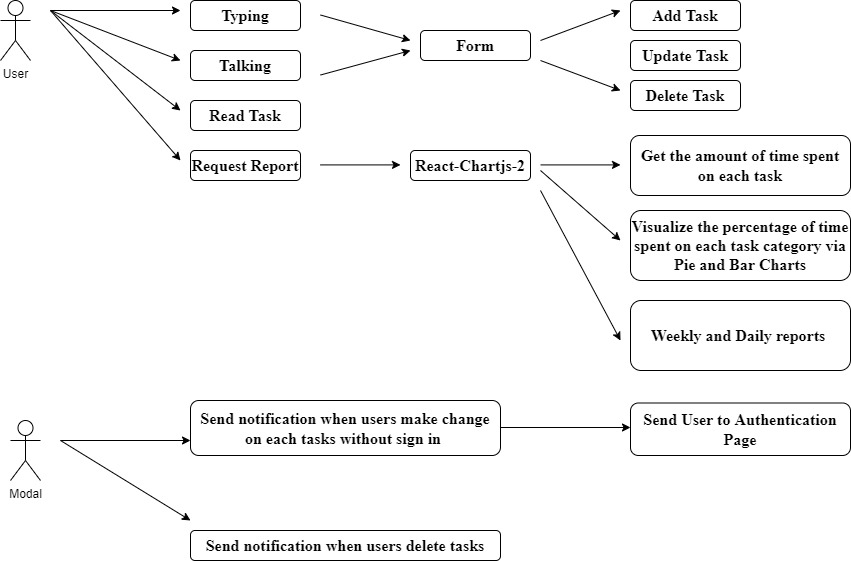 Typing
Add Task
Form
Update Task
Talking
User
Delete Task
Read Task
Request Report
React-Chartjs-2
Get the amount of time spent
on each task
Visualize the percentage of time
spent on each task category via
Pie and Bar Charts
Weekly and Daily reports
Send notification when users make change
on each tasks without sign in
Send User to Authentication
Page
Modal
Send notification when users delete tasks